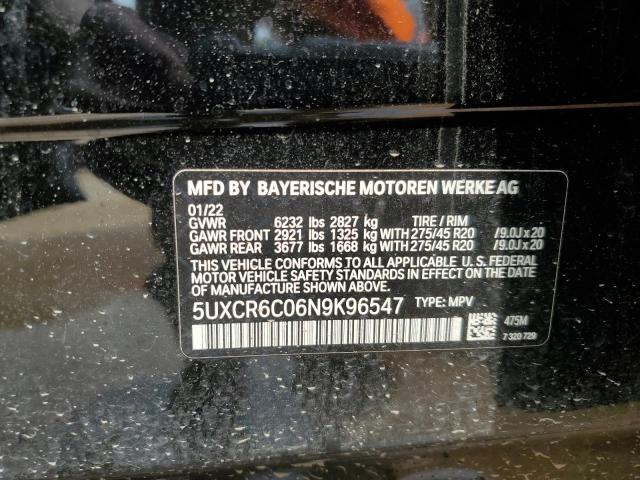 MFD BY BAYERISCHE MOTOREN WERKE AG
01/22
GVWR 6232 lbs 2827 kg TIRE / RIM
GAWR FRONT 2921 lbs 1325 kg WITH 275/45 R20 /9.0J x 20
GAWR REAR 3677 lbs 1668 kg WITH 275/45 R20 /9.0J x 20
THIS VEHICLE CONFORMS TO ALL APPLICABLE U.S. FEDERAL
MOTOR VEHICLE SAFETY STANDARDS IN EFFECT ON THE DATE
OF MANUFACTURE SHOWN ABOVE.
5UXCR6C06N9K96547 TYPE: MPV
475M
7 320 729